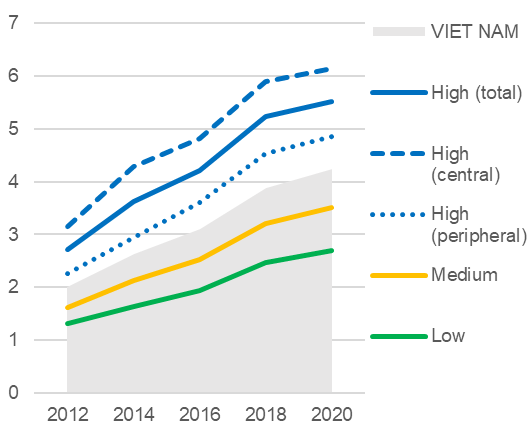 7
6
5
4
3
2
1
0
2012 2014 2016 2018 2020
VIET NAM
High (total)
High
(central)
High
(peripheral)
Medium
Low